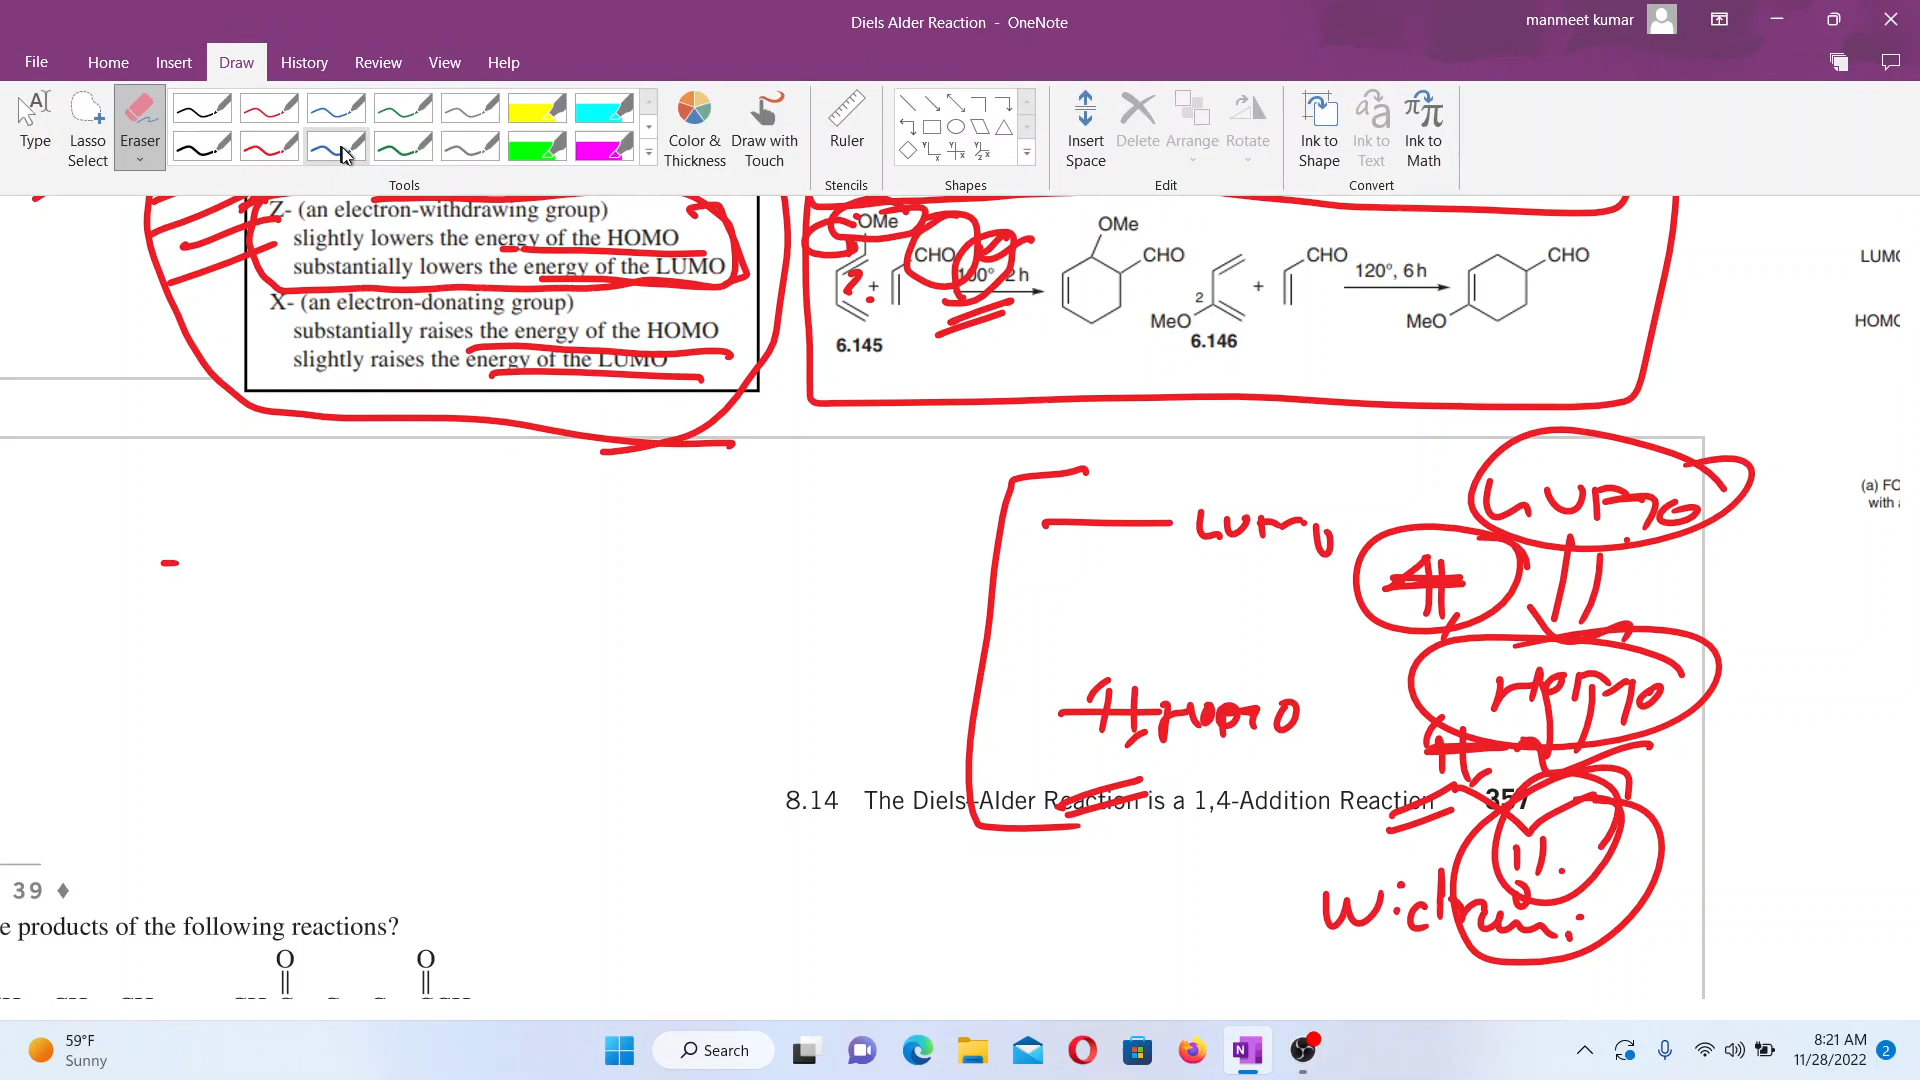 Diels Alder Reaction - OneNote
manmeet kumar
File Home Insert Draw History Review View Help
Type
Lasso Select
Eraser
Color & Thickness
Draw with Touch
Ruler
Insert Space
Delete
Arrange
Rotate
Ink to Shape
Ink to Text
Ink to Math
Tools
Stencils
Shapes
Edit
Convert
Z- (an electron-withdrawing group)
slightly lowers the energy of the HOMO
substantially lowers the energy of the LUMO
X- (an electron-donating group)
substantially raises the energy of the HOMO
slightly raises the energy of the LUMO
OMe
CHO
+
100°, 2 h
6.145
OMe
CHO
2
MeO
+
CHO
120°, 6 h
6.146
CHO
MeO
LUMO
LUMO
HOMO
HOMO
8.14 The Diels–Alder Reaction is a 1,4-Addition Reaction 357
39 ♦
e products of the following reactions?
O O
59°F
Sunny
Search
8:21 AM
11/28/2022
2